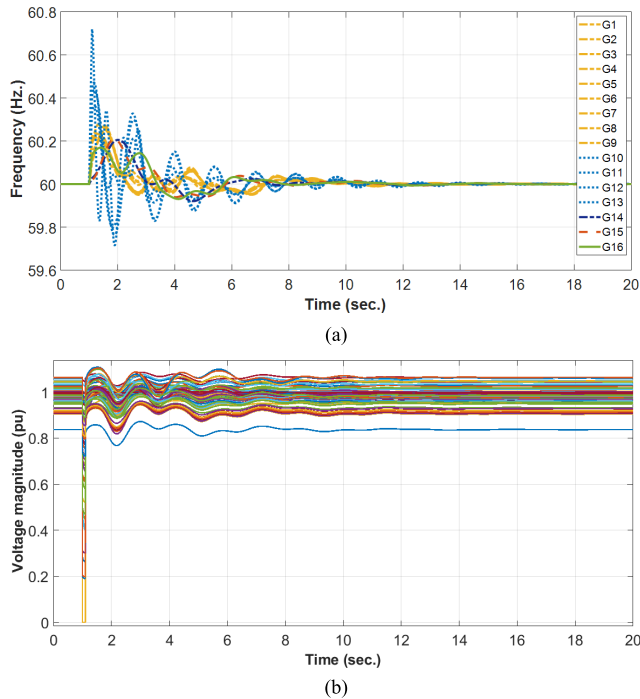 60.8
60.6
60.4
60.2
60
59.8
59.6
Frequency (Hz.)
G1
G2
G3
G4
G5
G6
G7
G8
G9
G10
G11
G12
G13
G14
G15
G16
0 2 4 6 8 10 12 14 16 18 20
Time (sec.)
(a)
1
0.8
0.6
0.4
0.2
0
Voltage magnitude (pu)
0 2 4 6 8 10 12 14 16 18 20
Time (sec.)
(b)